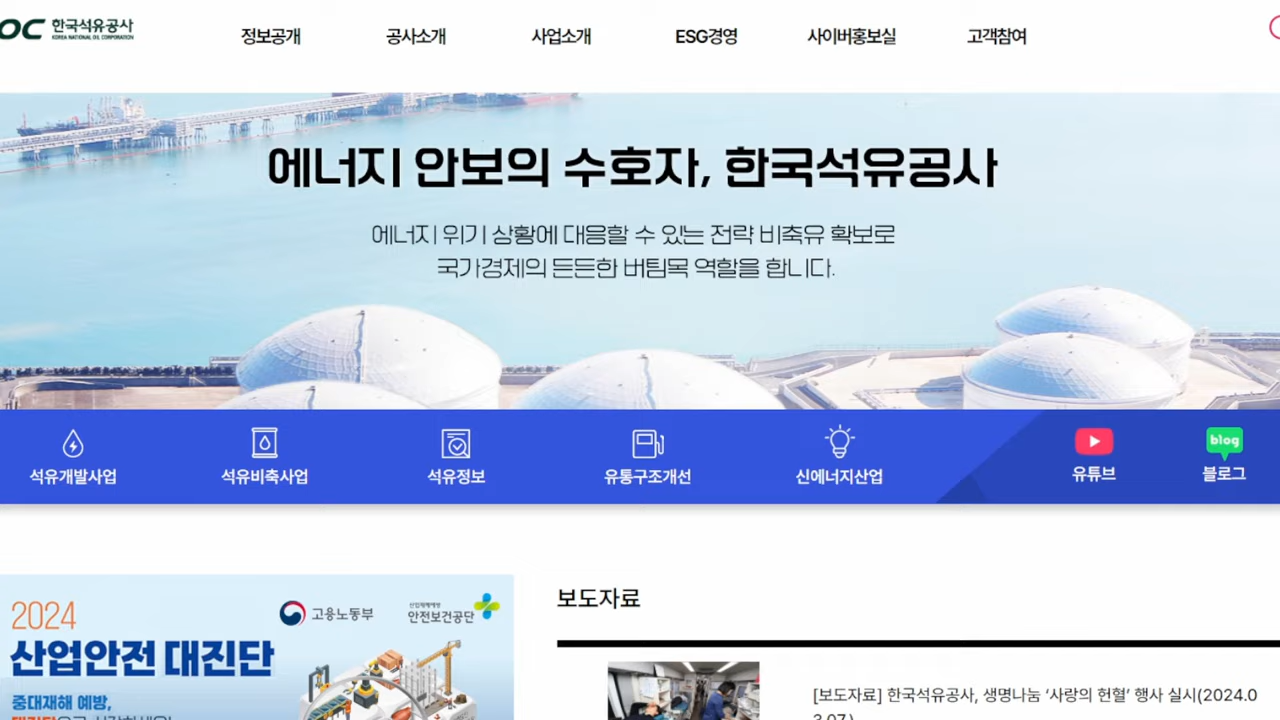 OC 한국석유공사
KOREA NATIONAL OIL CORPORATION
정보공개 공사소개 사업소개 ESG경영 사이버홍보실 고객참여
에너지 안보의 수호자, 한국석유공사
에너지 위기 상황에 대응할 수 있는 전략 비축유 확보로
국가경제의 든든한 버팀목 역할을 합니다.
blog
석유개발사업 석유비축사업 석유정보 유통구조개선 신에너지산업 유튜브 블로그
보도자료
2024
고용노동부
산업재해예방
안전보건공단
산업안전 대진단
중대재해 예방,
[보도자료] 한국석유공사, 생명나눔 ‘사랑의 헌혈’ 행사 실시(2024.0
3.07.)